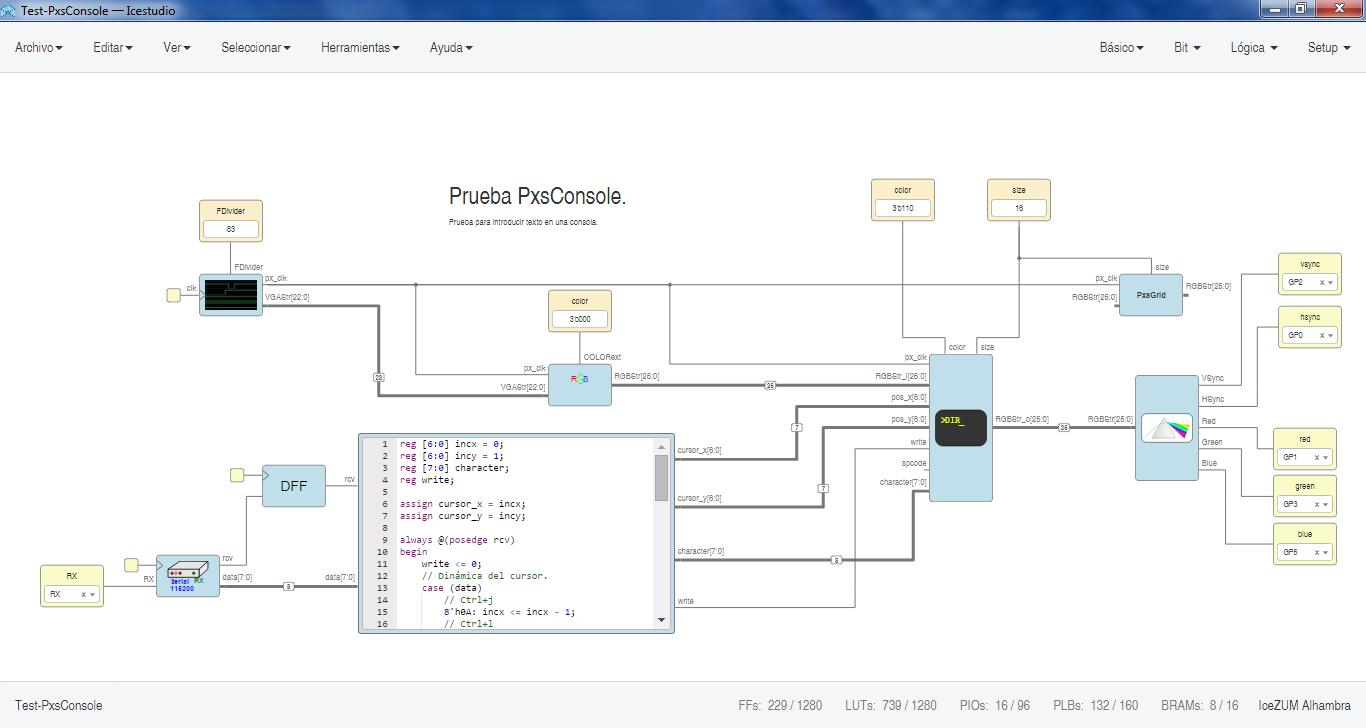 Test-PxsConsole — Icestudio
Archivo Editar Ver Seleccionar Herramientas Ayuda Básico Bit Lógica Setup
Prueba PxsConsole.
Prueba para introducir texto en una consola.
FDivider
83
FDivider
clk
px_clk
VGAStr[22:0]
23
color
3'b000
COLORext
px_clk
VGAStr[22:0]
RGB
RGBStr[25:0]
26
color
3'b110
size
16
color
size
px_clk
RGBStr_i[25:0]
pos_x[6:0]
pos_y[6:0]
write
spcode
character[7:0]
>DIR_
RGBStr_o[25:0]
26
size
px_clk
RGBStr[25:0]
PxsGrid
RGBStr[25:0]
RGBStr[25:0]
VSync
HSync
Red
Green
Blue
vsync
GP2 x
hsync
GP0 x
red
GP1 x
green
GP3 x
blue
GP5 x
DFF
rcv
RX
RX x
RX
Serial RX
115200
rcv
data[7:0]
8
data[7:0]
1 reg [6:0] incx = 0;
2 reg [6:0] incy = 1;
3 reg [7:0] character;
4 reg write;
5
6 assign cursor_x = incx;
7 assign cursor_y = incy;
8
9 always @(posedge rcv)
10 begin
11 write <= 0;
12 // Dinámica del cursor.
13 case (data)
14 // Ctrl+j
15 8'h0A: incx <= incx - 1;
16 // Ctrl+l
cursor_x[6:0]
7
cursor_y[6:0]
7
character[7:0]
8
write
Test-PxsConsole FFs: 229 / 1280 LUTs: 739 / 1280 PIOs: 16 / 96 PLBs: 132 / 160 BRAMs: 8 / 16 IceZUM Alhambra